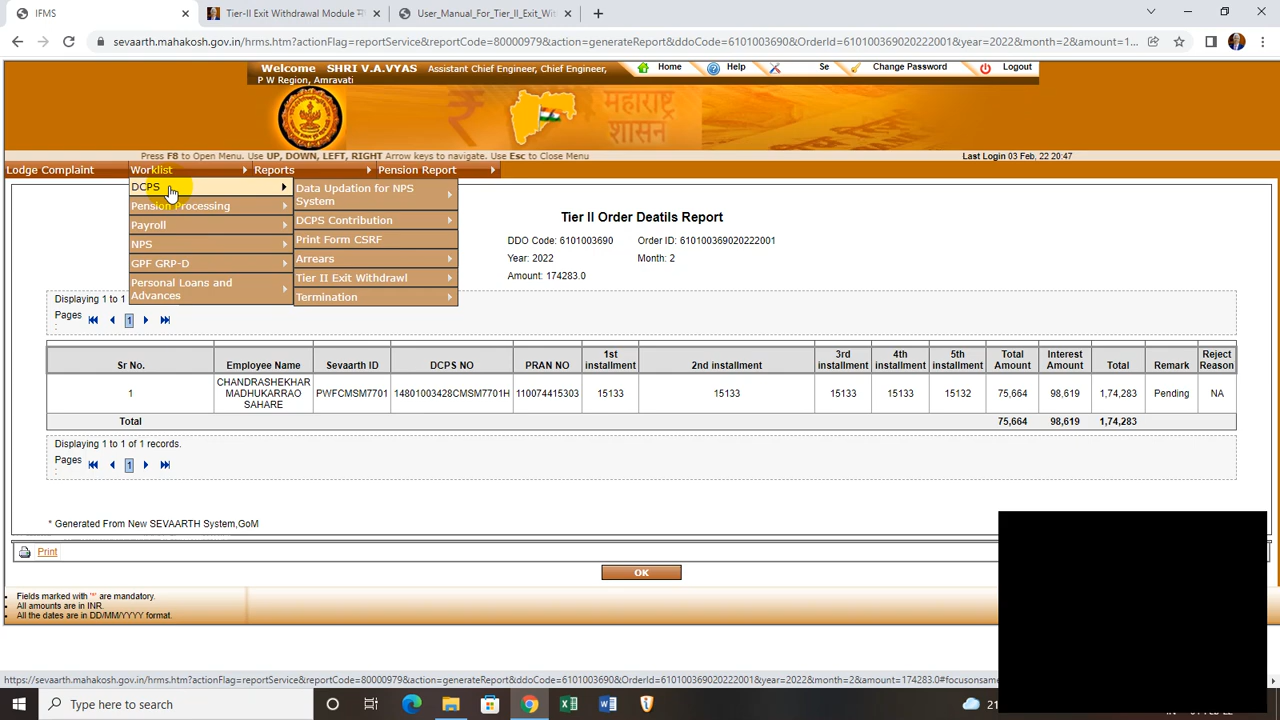 IFMS
Tier-II Exit Withdrawal Module
User_Manual_For_Tier_II_Exit_Wit
sevaarth.mahakosh.gov.in/hrms.htm?actionFlag=reportService&reportCode=80000979&action=generateReport&ddoCode=6101003690&OrderId=610100369020222001&year=2022&month=2&amount=1...
Welcome SHRI V.A.VYAS Assistant Chief Engineer, Chief Engineer,
P W Region, Amravati
Home Help Se Change Password Logout
महाराष्ट्र
शासन
Press F8 to Open Menu. Use UP, DOWN, LEFT, RIGHT Arrow keys to navigate. Use Esc to Close Menu
Last Login 03 Feb, 22 20:47
Lodge Complaint Worklist Reports Pension Report
DCPS
Pension Processing
Payroll
NPS
GPF GRP-D
Personal Loans and
Advances
Data Updation for NPS
System
DCPS Contribution
Print Form CSRF
Arrears
Tier II Exit Withdrawl
Termination
Tier II Order Deatils Report
DDO Code: 6101003690 Order ID: 610100369020222001
Year: 2022 Month: 2
Amount: 174283.0
Displaying 1 to 1
Pages
:
1
Sr No. Employee Name Sevaarth ID DCPS NO PRAN NO 1st installment 2nd installment 3rd installment 4th installment 5th installment Total Amount Interest Amount Total Remark Reject Reason
1 CHANDRASHEKHAR MADHUKARRAO SAHARE PWFCMSM7701 14801003428CMSM7701H 110074415303 15133 15133 15133 15133 15132 75,664 98,619 1,74,283 Pending NA
Total 75,664 98,619 1,74,283
Displaying 1 to 1 of 1 records.
Pages
:
1
* Generated From New SEVAARTH System,GoM
Print
OK
Fields marked with '*' are mandatory.
All amounts are in INR.
All the dates are in DD/MM/YYYY format.
https://sevaarth.mahakosh.gov.in/hrms.htm?actionFlag=reportService&reportCode=80000979&action=generateReport&ddoCode=6101003690&OrderId=610100369020222001&year=2022&month=2&amount=174283.0#focusonsame
Type here to search
21